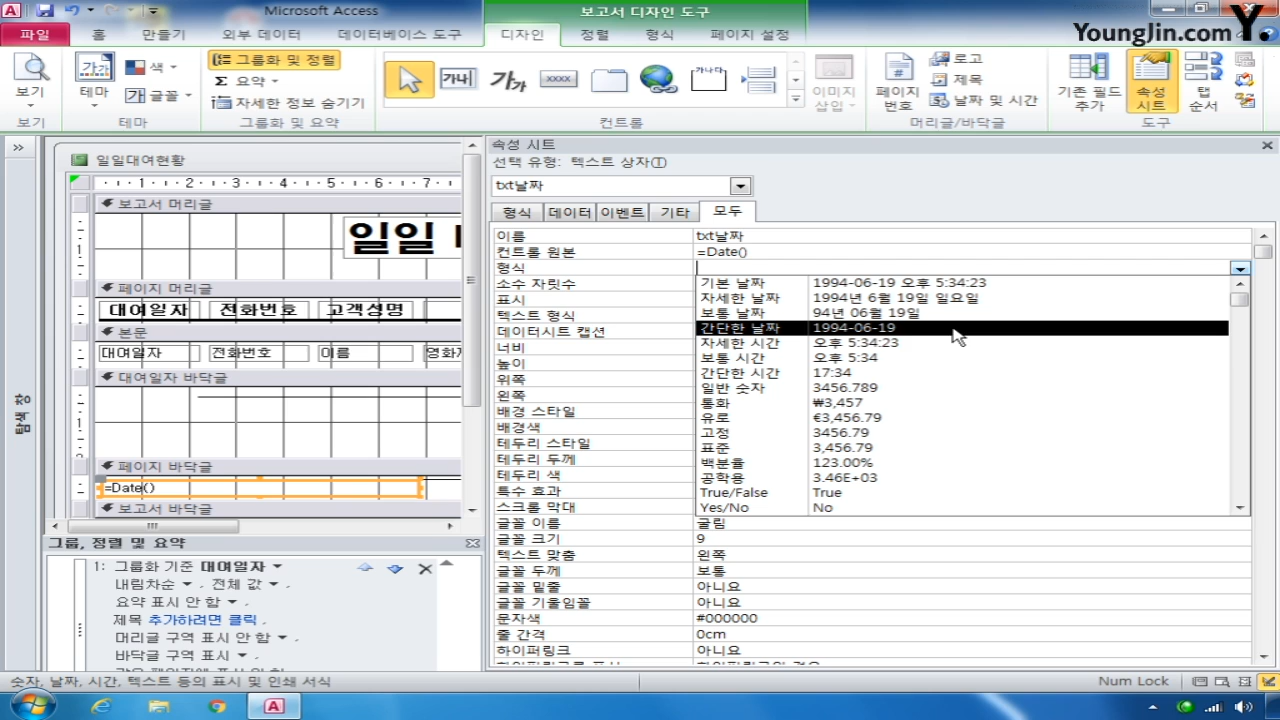 Microsoft Access
보고서 디자인 도구
파일 홈 만들기 외부 데이터 데이터베이스 도구 디자인 정렬 형식 페이지 설정
YoungJin.com Y.
보기
가가
테마
색
가 글꼴
그룹화 및 정렬
Σ 요약
자세한 정보 숨기기
가나
가가
xxxx
가나다
이미지
삽입
페이지
번호
로고
제목
날짜 및 시간
기존 필드
추가
속성
시트
탭
순서
보기 테마 그룹화 및 요약 컨트롤 머리글/바닥글 도구
탐색 창
일일대여현황
1 2 3 4 5 6 7
보고서 머리글
일일
페이지 머리글
대여일자 전화번호 고객성명
본문
대여일자 전화번호 이름
대여일자 바닥글
페이지 바닥글
=Date()
보고서 바닥글
그룹, 정렬 및 요약
1: 그룹화 기준 대여일자
내림차순 , 전체 값 ,
요약 표시 안 함 ,
제목 추가하려면 클릭 ,
머리글 구역 표시 안 함 ,
바닥글 구역 표시 ,
속성 시트
선택 유형: 텍스트 상자(T)
txt날짜
형식 데이터 이벤트 기타 모두
이름 txt날짜
컨트롤 원본 =Date()
형식
소수 자릿수
표시
텍스트 형식
데이터시트 캡션
너비
높이
위쪽
왼쪽
배경 스타일
배경색
테두리 스타일
테두리 두께
테두리 색
특수 효과
스크롤 막대
기본 날짜 1994-06-19 오후 5:34:23
자세한 날짜 1994년 6월 19일 일요일
보통 날짜 94년 06월 19일
간단한 날짜 1994-06-19
자세한 시간 오후 5:34:23
보통 시간 오후 5:34
간단한 시간 17:34
일반 숫자 3456.789
통화 ₩3,457
유로 €3,456.79
고정 3456.79
표준 3,456.79
백분율 123.00%
공학용 3.46E+03
True/False True
Yes/No No
글꼴 이름 굴림
글꼴 크기 9
텍스트 맞춤 왼쪽
글꼴 두께 보통
글꼴 밑줄 아니요
글꼴 기울임꼴 아니요
문자색 #000000
줄 간격 0cm
하이퍼링크 아니요
숫자, 날짜, 시간, 텍스트 등의 표시 및 인쇄 서식
Num Lock